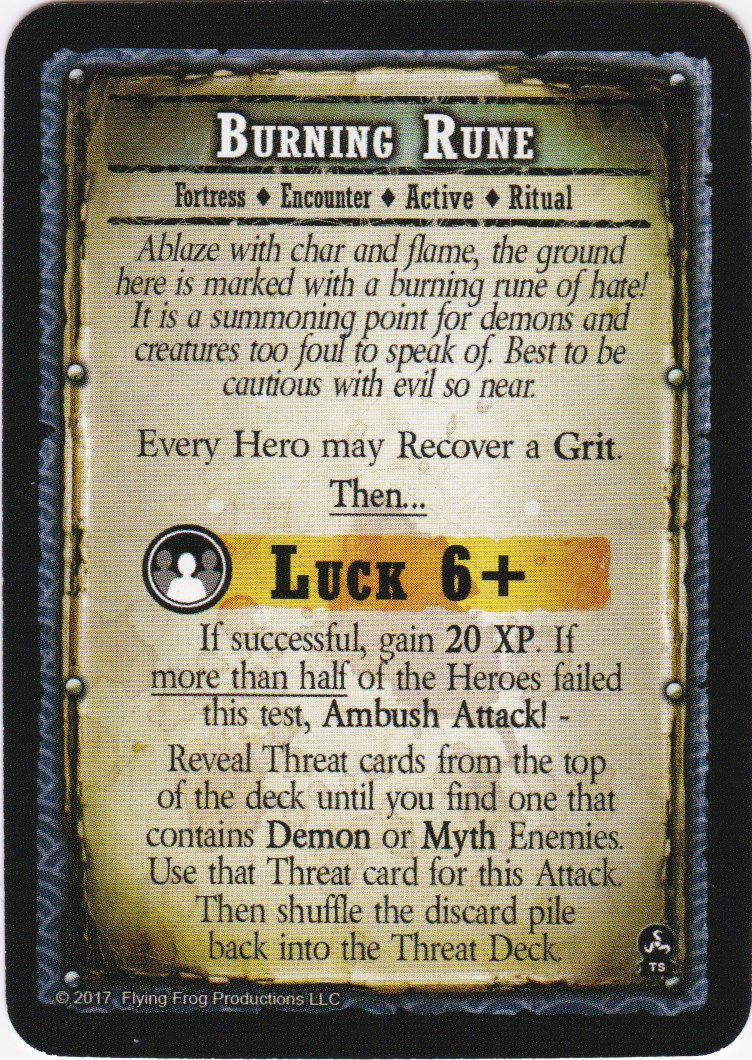 Burning Rune
Fortress ♦ Encounter ♦ Active ♦ Ritual
Ablaze with char and flame, the ground
here is marked with a burning rune of hate!
It is a summoning point for demons and
creatures too foul to speak of. Best to be
cautious with evil so near.
Every Hero may Recover a Grit.
Then...
Luck 6+
If successful, gain 20 XP. If
more than half of the Heroes failed
this test, Ambush Attack! -
Reveal Threat cards from the top
of the deck until you find one that
contains Demon or Myth Enemies.
Use that Threat card for this Attack.
Then shuffle the discard pile
back into the Threat Deck.
TS
© 2017 Flying Frog Productions LLC